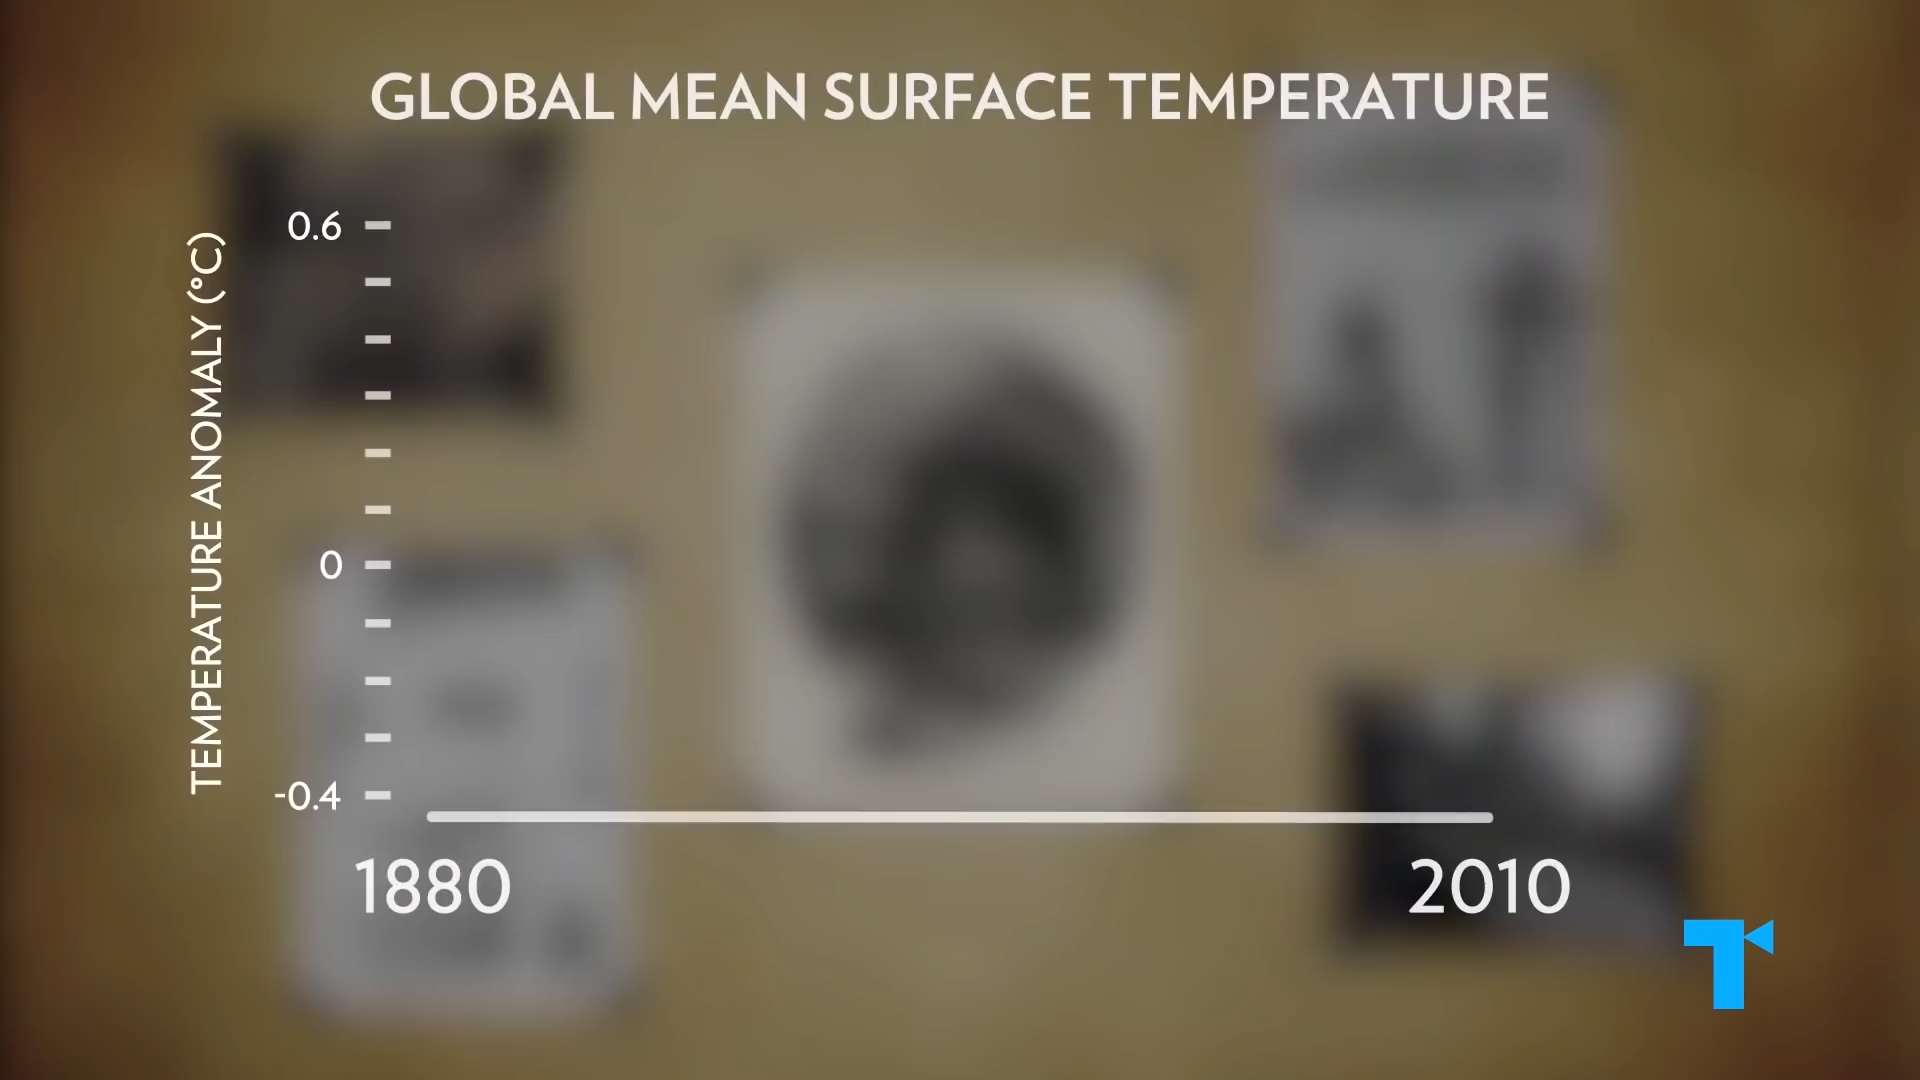 GLOBAL MEAN SURFACE TEMPERATURE
TEMPERATURE ANOMALY (°C)
0.6
0
-0.4
1880
2010